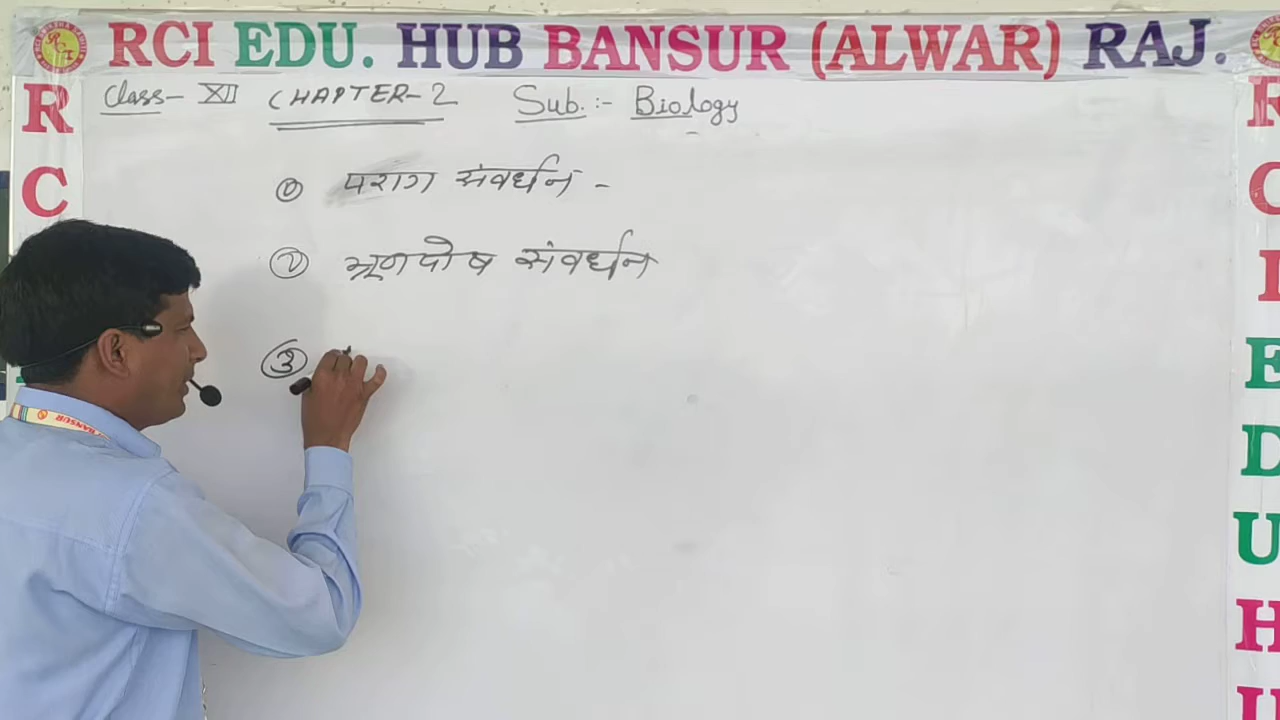 RCI EDU. HUB BANSUR (ALWAR) RAJ.
Class- XII CHAPTER-2 Sub.:- Biology
① पराग संवर्धन -
② भ्रूणपोष संवर्धन
③
R
C
R
C
I
E
D
U
H
U
BANSUR